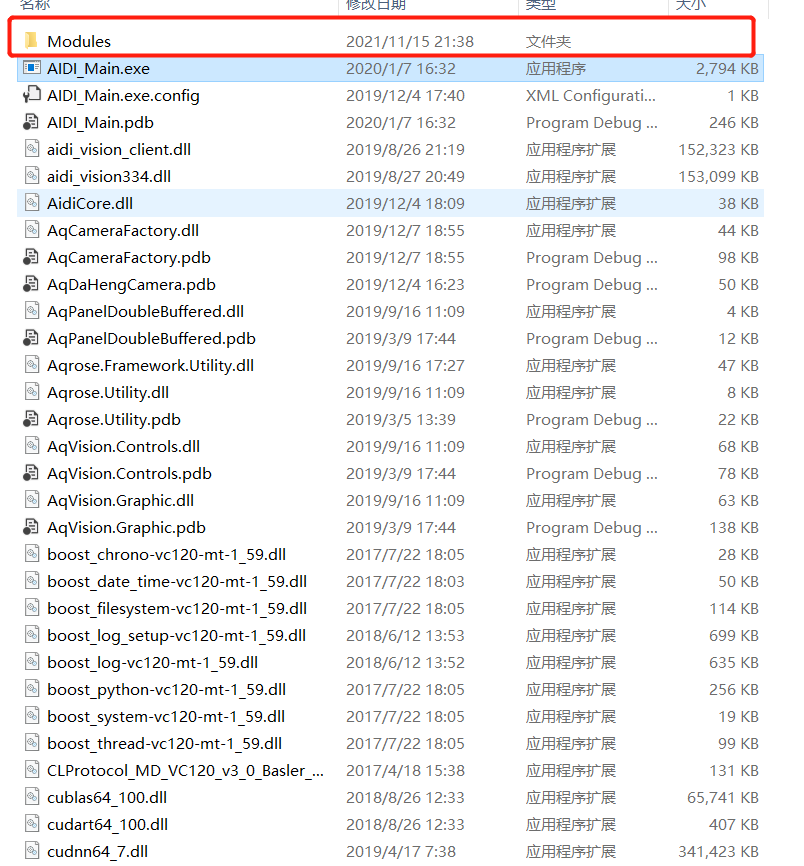 名称 修改日期 类型 大小
Modules 2021/11/15 21:38 文件夹
AIDI_Main.exe 2020/1/7 16:32 应用程序 2,794 KB
AIDI_Main.exe.config 2019/12/4 17:40 XML Configurati... 1 KB
AIDI_Main.pdb 2020/1/7 16:32 Program Debug ... 246 KB
aidi_vision_client.dll 2019/8/26 21:19 应用程序扩展 152,323 KB
aidi_vision334.dll 2019/8/27 20:49 应用程序扩展 153,099 KB
AidiCore.dll 2019/12/4 18:09 应用程序扩展 38 KB
AqCameraFactory.dll 2019/12/7 18:55 应用程序扩展 44 KB
AqCameraFactory.pdb 2019/12/7 18:55 Program Debug ... 98 KB
AqDaHengCamera.pdb 2019/12/4 16:23 Program Debug ... 50 KB
AqPanelDoubleBuffered.dll 2019/9/16 11:09 应用程序扩展 4 KB
AqPanelDoubleBuffered.pdb 2019/3/9 17:44 Program Debug ... 12 KB
Aqrose.Framework.Utility.dll 2019/9/16 17:27 应用程序扩展 47 KB
Aqrose.Utility.dll 2019/9/16 11:09 应用程序扩展 8 KB
Aqrose.Utility.pdb 2019/3/5 13:39 Program Debug ... 22 KB
AqVision.Controls.dll 2019/9/16 11:09 应用程序扩展 68 KB
AqVision.Controls.pdb 2019/3/9 17:44 Program Debug ... 78 KB
AqVision.Graphic.dll 2019/9/16 11:09 应用程序扩展 63 KB
AqVision.Graphic.pdb 2019/3/9 17:44 Program Debug ... 138 KB
boost_chrono-vc120-mt-1_59.dll 2017/7/22 18:05 应用程序扩展 28 KB
boost_date_time-vc120-mt-1_59.dll 2017/7/22 18:03 应用程序扩展 50 KB
boost_filesystem-vc120-mt-1_59.dll 2017/7/22 18:05 应用程序扩展 114 KB
boost_log_setup-vc120-mt-1_59.dll 2018/6/12 13:53 应用程序扩展 699 KB
boost_log-vc120-mt-1_59.dll 2018/6/12 13:52 应用程序扩展 635 KB
boost_python-vc120-mt-1_59.dll 2017/7/22 18:05 应用程序扩展 256 KB
boost_system-vc120-mt-1_59.dll 2017/7/22 18:05 应用程序扩展 19 KB
boost_thread-vc120-mt-1_59.dll 2017/7/22 18:05 应用程序扩展 99 KB
CLProtocol_MD_VC120_v3_0_Basler_... 2017/4/18 15:38 应用程序扩展 131 KB
cublas64_100.dll 2018/8/26 12:33 应用程序扩展 65,741 KB
cudart64_100.dll 2018/8/26 12:33 应用程序扩展 407 KB
cudnn64_7.dll 2019/4/17 7:38 应用程序扩展 341,423 KB